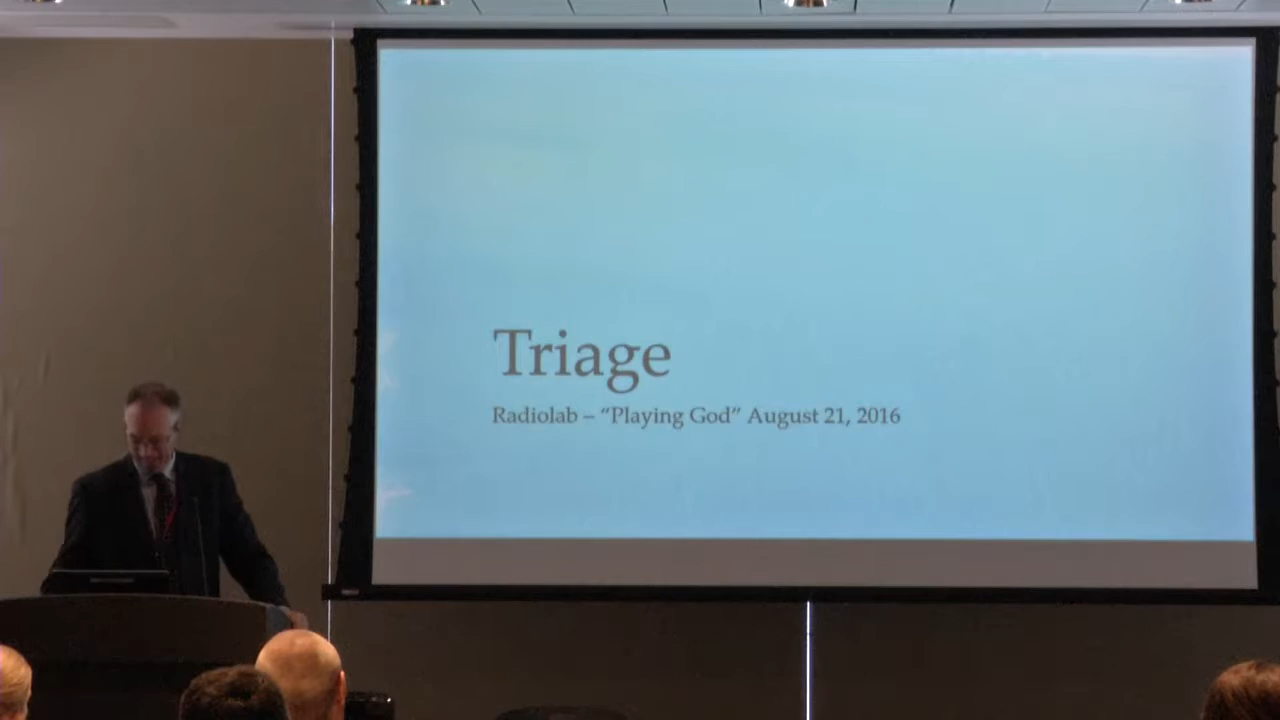 Triage
Radiolab – “Playing God” August 21, 2016